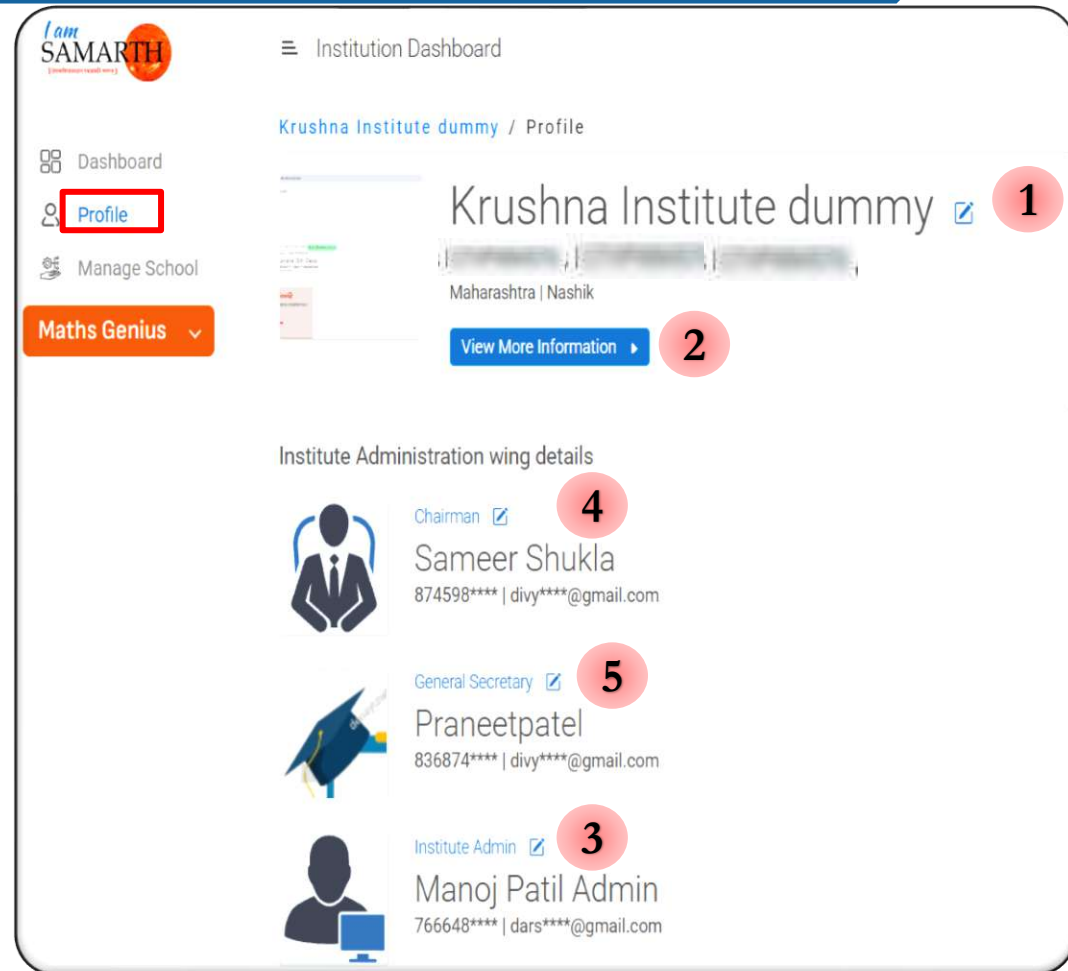 I am
SAMARTH
Institution Dashboard
Krushna Institute dummy / Profile
Dashboard
Profile
Manage School
Maths Genius
Krushna Institute dummy
1
Maharashtra | Nashik
View More Information
2
Institute Administration wing details
Chairman
4
Sameer Shukla
874598**** | divy****@gmail.com
General Secretary
5
Praneetpatel
836874**** | divy****@gmail.com
Institute Admin
3
Manoj Patil Admin
766648**** | dars****@gmail.com